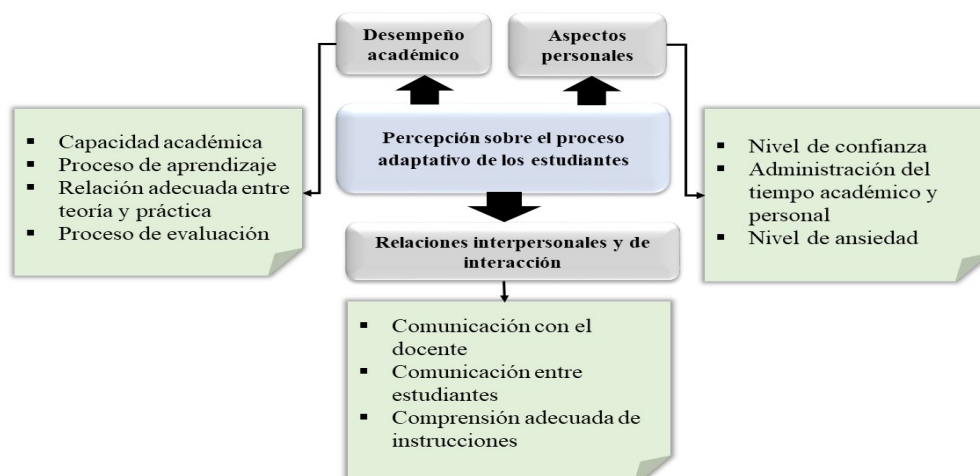 Desempeño
académico
Aspectos
personales
Percepción sobre el proceso
adaptativo de los estudiantes
▪ Capacidad académica
▪ Proceso de aprendizaje
▪ Relación adecuada entre
teoría y práctica
▪ Proceso de evaluación
▪ Nivel de confianza
▪ Administración del
tiempo académico y
personal
▪ Nivel de ansiedad
Relaciones interpersonales y de
interacción
▪ Comunicación con el
docente
▪ Comunicación entre
estudiantes
▪ Comprensión adecuada de
instrucciones